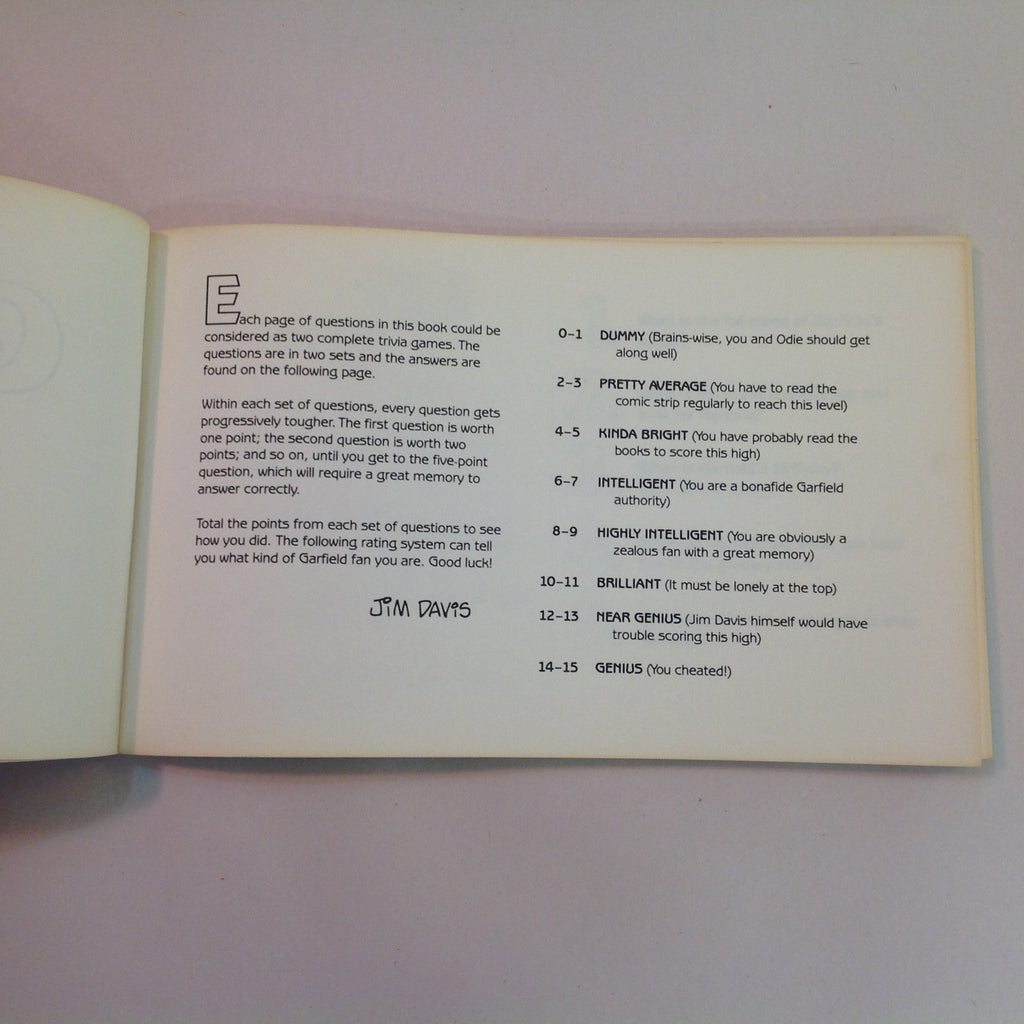 Each page of questions in this book could be
considered as two complete trivia games. The
questions are in two sets and the answers are
found on the following page.
Within each set of questions, every question gets
progressively tougher. The first question is worth
one point; the second question is worth two
points; and so on, until you get to the five-point
question, which will require a great memory to
answer correctly.
Total the points from each set of questions to see
how you did. The following rating system can tell
you what kind of Garfield fan you are. Good luck!
JIM DAVIS
0–1 DUMMY (Brains-wise, you and Odie should get
along well)
2–3 PRETTY AVERAGE (You have to read the
comic strip regularly to reach this level)
4–5 KINDA BRIGHT (You have probably read the
books to score this high)
6–7 INTELLIGENT (You are a bonafide Garfield
authority)
8–9 HIGHLY INTELLIGENT (You are obviously a
zealous fan with a great memory)
10–11 BRILLIANT (It must be lonely at the top)
12–13 NEAR GENIUS (Jim Davis himself would have
trouble scoring this high)
14–15 GENIUS (You cheated!)